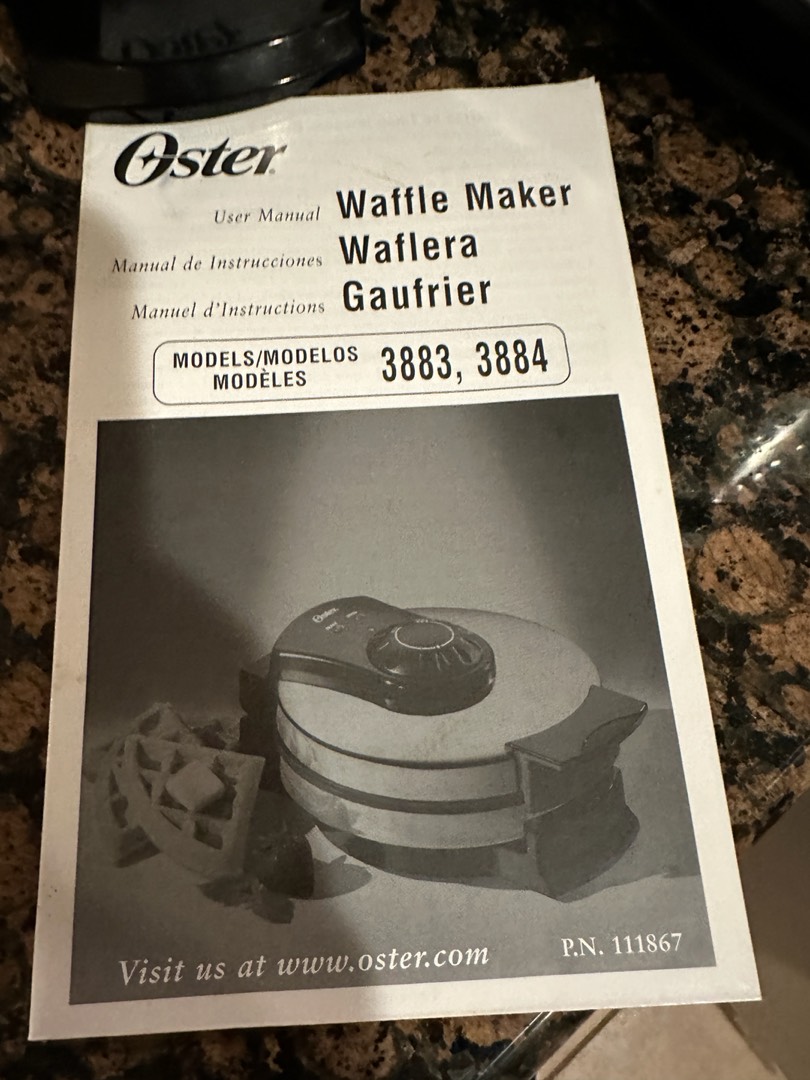 Oster
User Manual Waffle Maker
Manual de Instrucciones Waflera
Manuel d'Instructions Gaufrier
MODELS/MODELOS
MODÈLES
3883, 3884
Oster
Visit us at www.oster.com
P.N. 111867